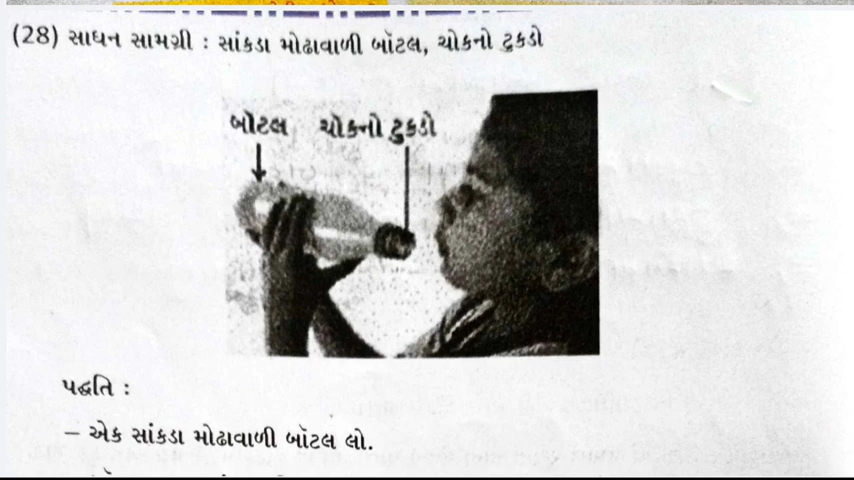 (28) સાધન સામગ્રી : સાંકડા મોઢાવાળી બૉટલ, ચોકનો ટુકડો
બૉટલ ચોકનો ટુકડો
પદ્ધતિ :
– એક સાંકડા મોઢાવાળી બૉટલ લો.